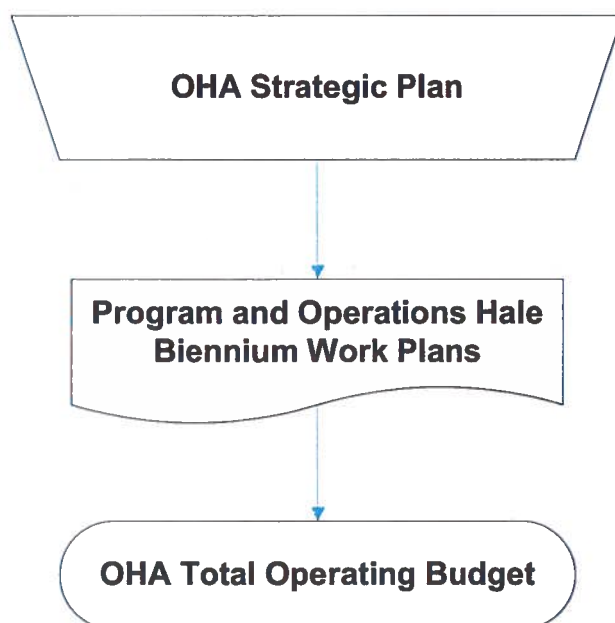 OHA Strategic Plan
Program and Operations Hale
Biennium Work Plans
OHA Total Operating Budget